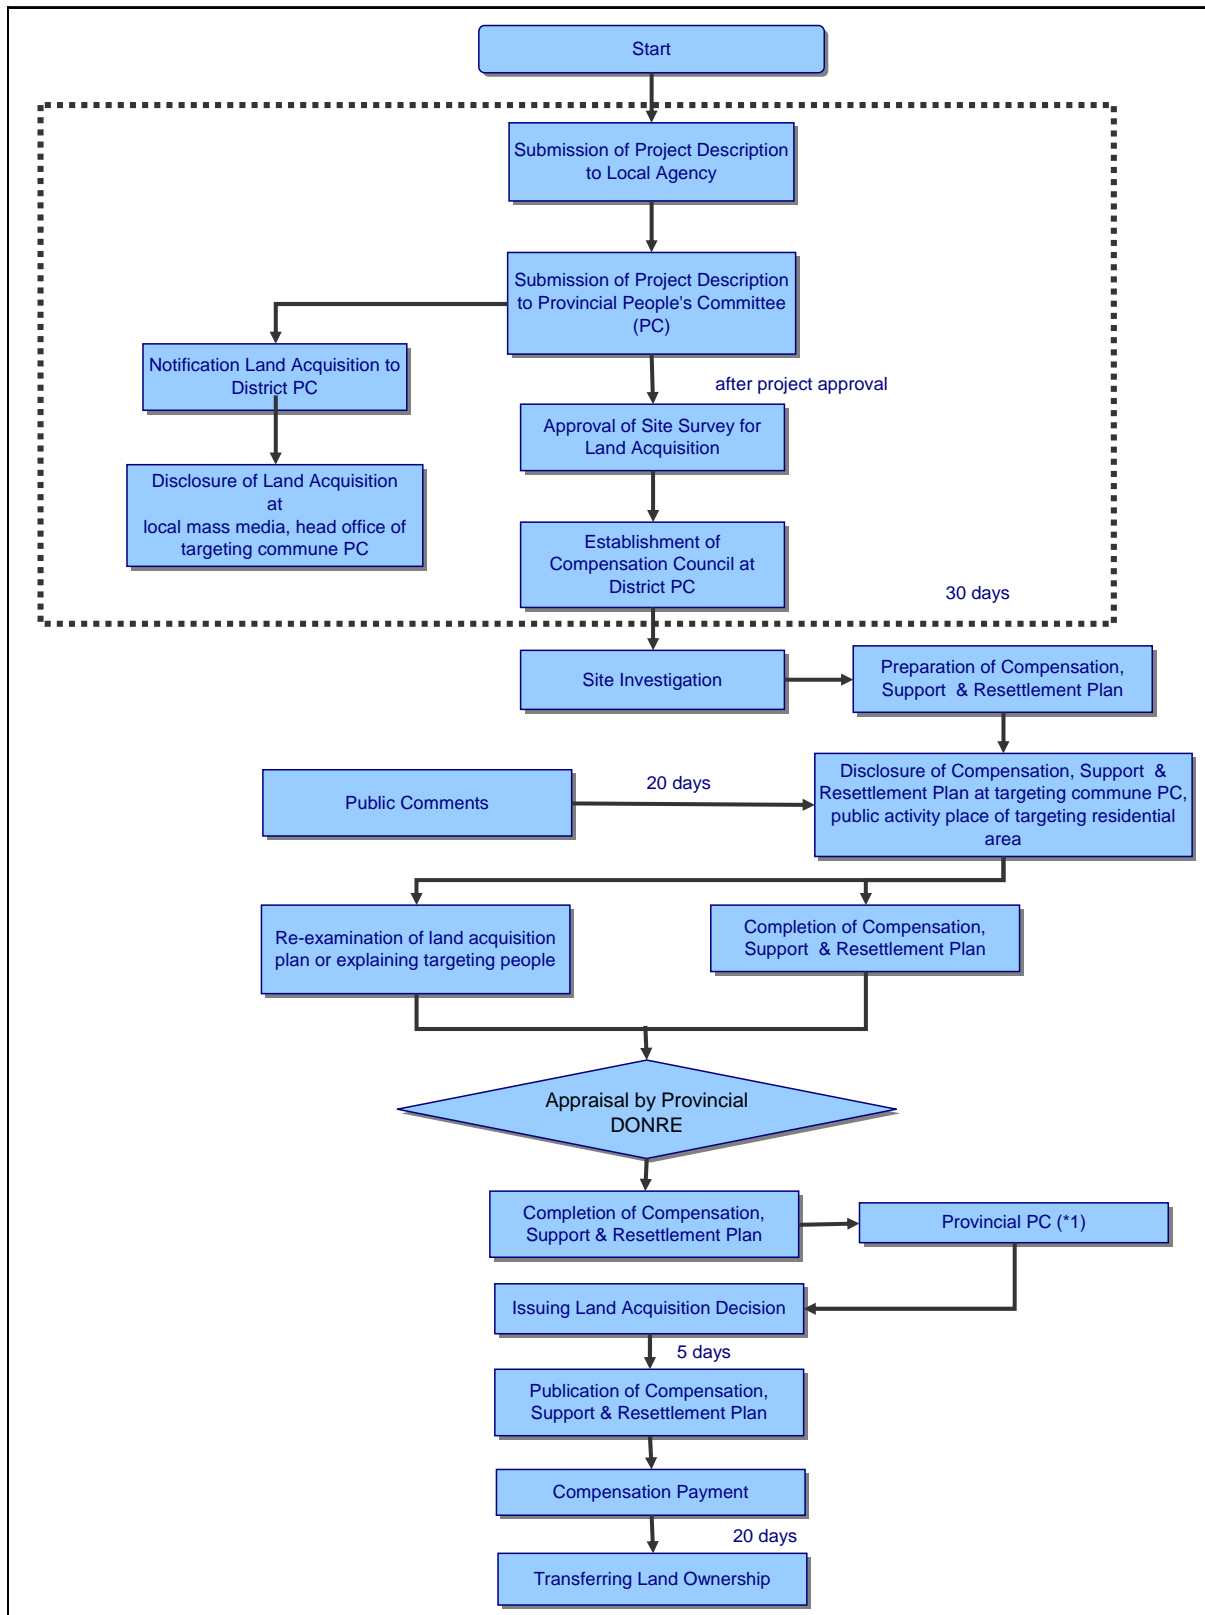 Start
Submission of Project Description
to Local Agency
Submission of Project Description
to Provincial People's Committee
(PC)
Notification Land Acquisition to
District PC
after project approval
Approval of Site Survey for
Land Acquisition
Disclosure of Land Acquisition
at
local mass media, head office of
targeting commune PC
Establishment of
Compensation Council at
District PC
30 days
Site Investigation
Preparation of Compensation,
Support & Resettlement Plan
Public Comments
20 days
Disclosure of Compensation, Support &
Resettlement Plan at targeting commune PC,
public activity place of targeting residential
area
Re-examination of land acquisition
plan or explaining targeting people
Completion of Compensation,
Support & Resettlement Plan
Appraisal by Provincial
DONRE
Completion of Compensation,
Support & Resettlement Plan
Provincial PC (*1)
Issuing Land Acquisition Decision
5 days
Publication of Compensation,
Support & Resettlement Plan
Compensation Payment
20 days
Transferring Land Ownership